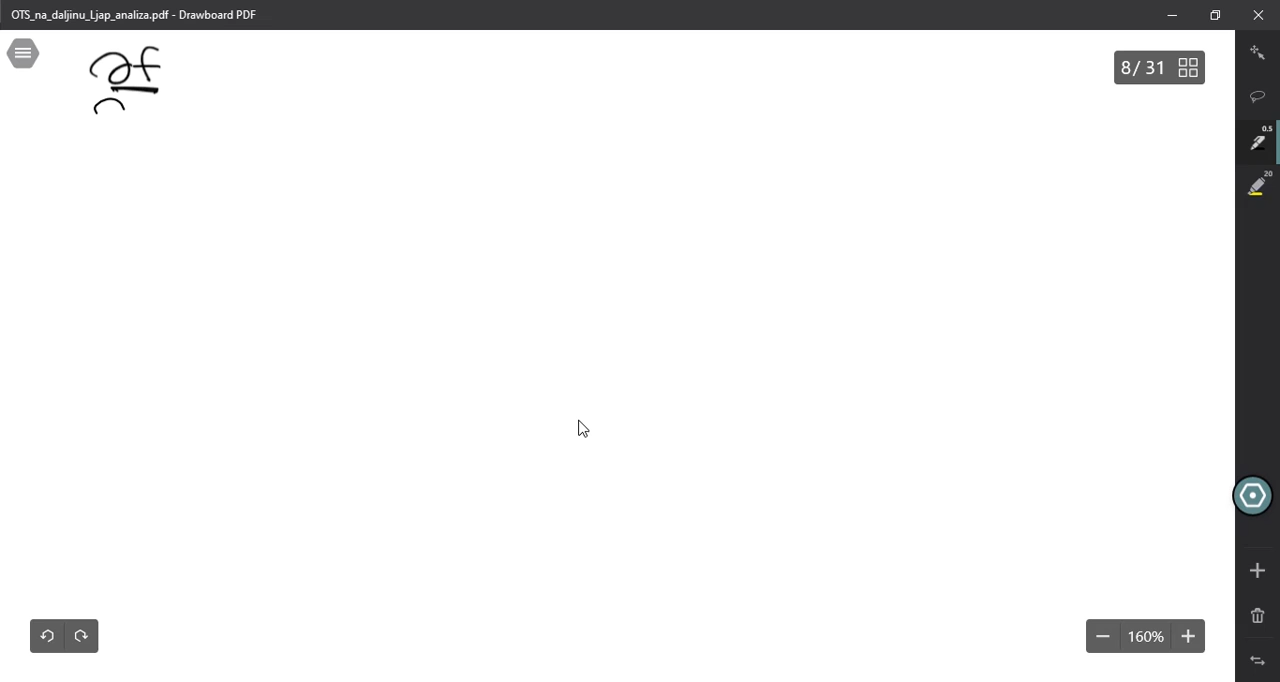 OTS_na_daljinu_Ljap_analiza.pdf - Drawboard PDF
∂f
8/ 31
0.5
20
160%